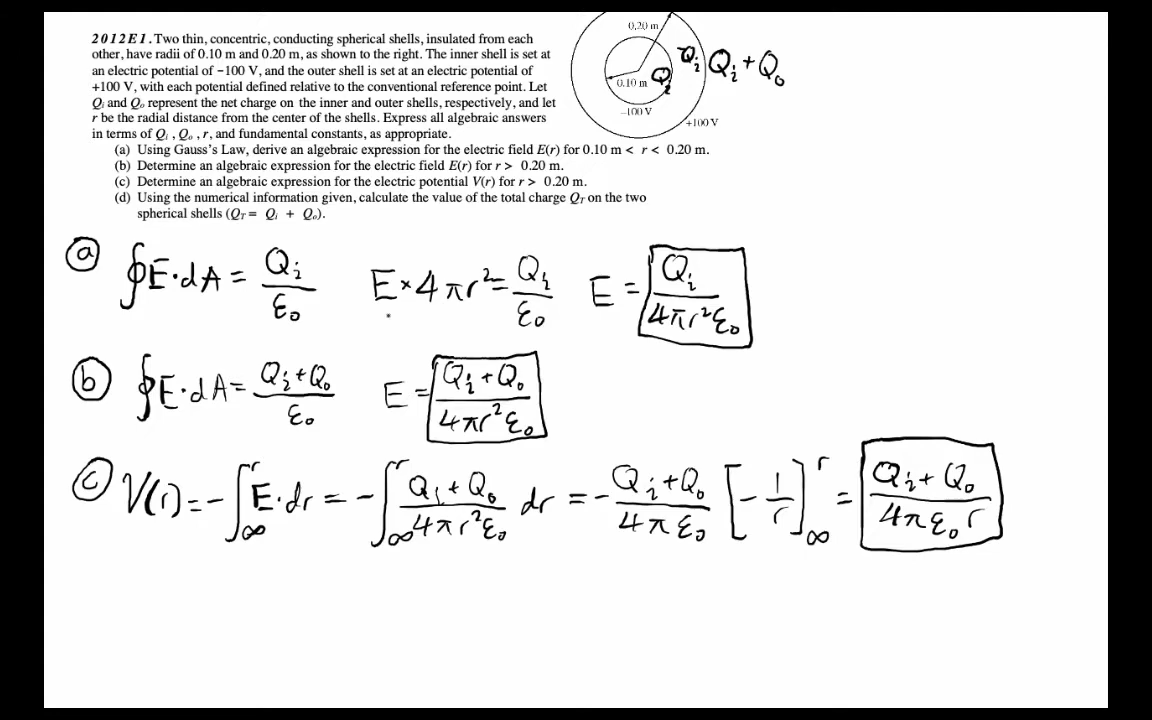 2012E1. Two thin, concentric, conducting spherical shells, insulated from each
other, have radii of 0.10 m and 0.20 m, as shown to the right. The inner shell is set at
an electric potential of −100 V, and the outer shell is set at an electric potential of
+100 V, with each potential defined relative to the conventional reference point. Let
Qᵢ and Qₒ represent the net charge on the inner and outer shells, respectively, and let
r be the radial distance from the center of the shells. Express all algebraic answers
in terms of Qᵢ , Qₒ , r, and fundamental constants, as appropriate.
(a) Using Gauss's Law, derive an algebraic expression for the electric field E(r) for 0.10 m < r < 0.20 m.
(b) Determine an algebraic expression for the electric field E(r) for r > 0.20 m.
(c) Determine an algebraic expression for the electric potential V(r) for r > 0.20 m.
(d) Using the numerical information given, calculate the value of the total charge Q_T on the two
spherical shells (Q_T = Qᵢ + Qₒ).
0.20 m
0.10 m
−100 V
+100 V
Qᵢ
Qᵢ + Qₒ
(a) ∮E·dA = Qᵢ/ε₀ E×4πr² = Qᵢ/ε₀ E = Qᵢ/4πr²ε₀
(b) ∮E·dA = Qᵢ+Qₒ/ε₀ E = Qᵢ+Qₒ/4πr²ε₀
(c) V(r) = −∫_∞^r E·dr = −∫_∞^r Qᵢ+Qₒ/4πr²ε₀ dr = −Qᵢ+Qₒ/4πε₀ [−1/r]_∞^r = Qᵢ+Qₒ/4πε₀r